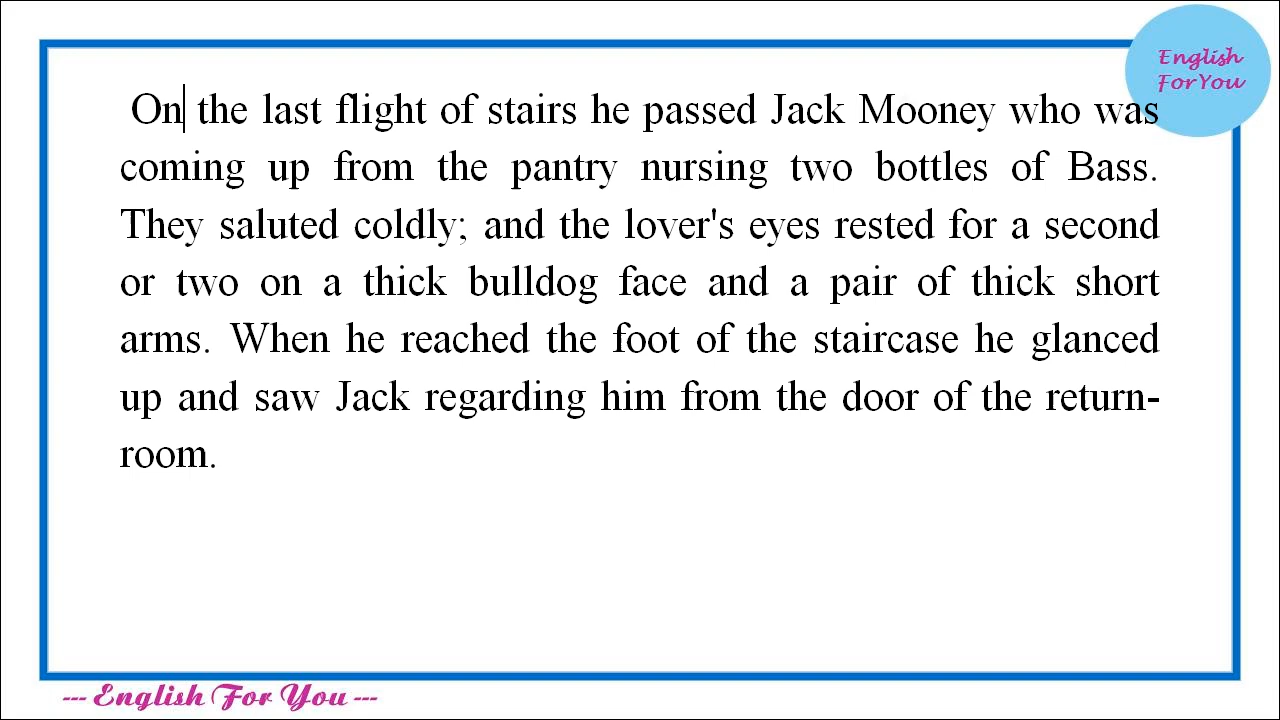 English
ForYou
On the last flight of stairs he passed Jack Mooney who was
coming up from the pantry nursing two bottles of Bass.
They saluted coldly; and the lover's eyes rested for a second
or two on a thick bulldog face and a pair of thick short
arms. When he reached the foot of the staircase he glanced
up and saw Jack regarding him from the door of the return-
room.
--- English For You ---